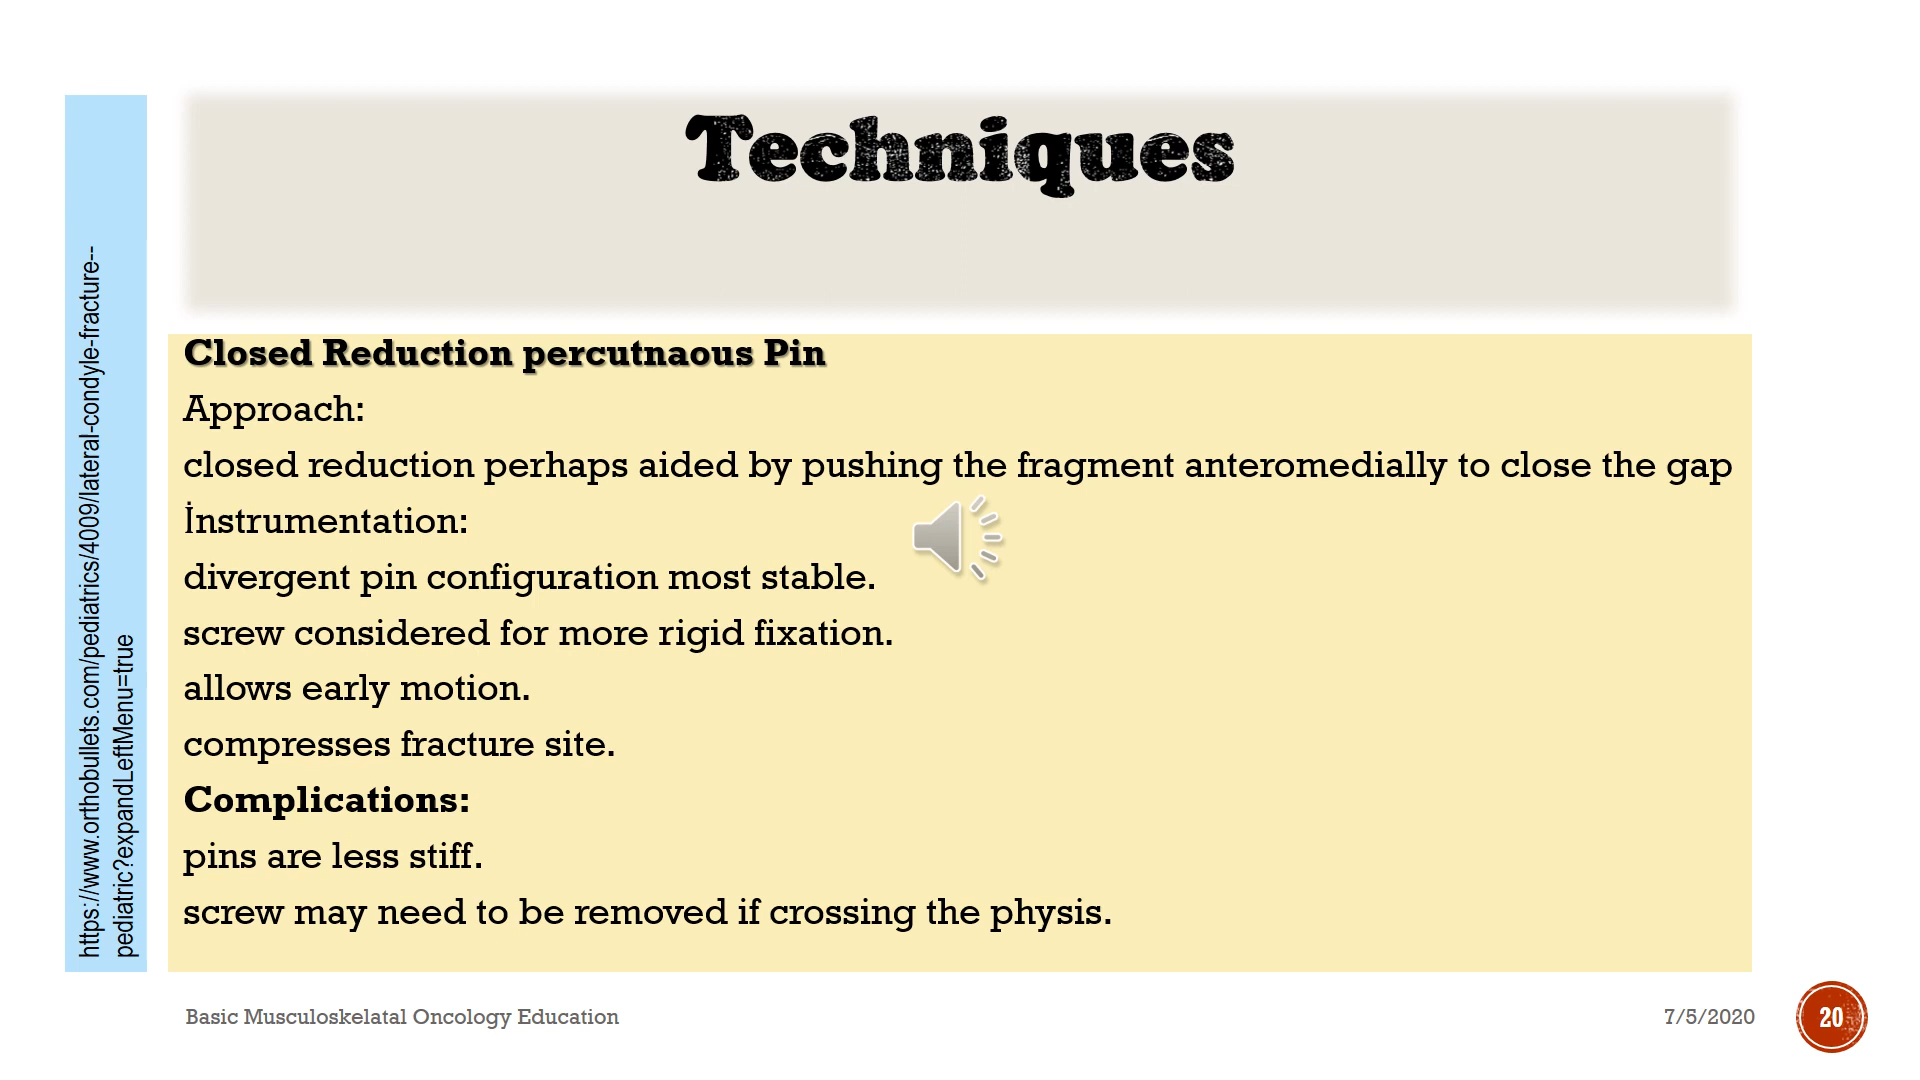 Techniques
https://www.orthobullets.com/pediatrics/4009/lateral-condyle-fracture--
pediatric?expandLeftMenu=true
Closed Reduction percutnaous Pin
Approach:
closed reduction perhaps aided by pushing the fragment anteromedially to close the gap
İnstrumentation:
divergent pin configuration most stable.
screw considered for more rigid fixation.
allows early motion.
compresses fracture site.
Complications:
pins are less stiff.
screw may need to be removed if crossing the physis.
Basic Musculoskelatal Oncology Education
7/5/2020
20